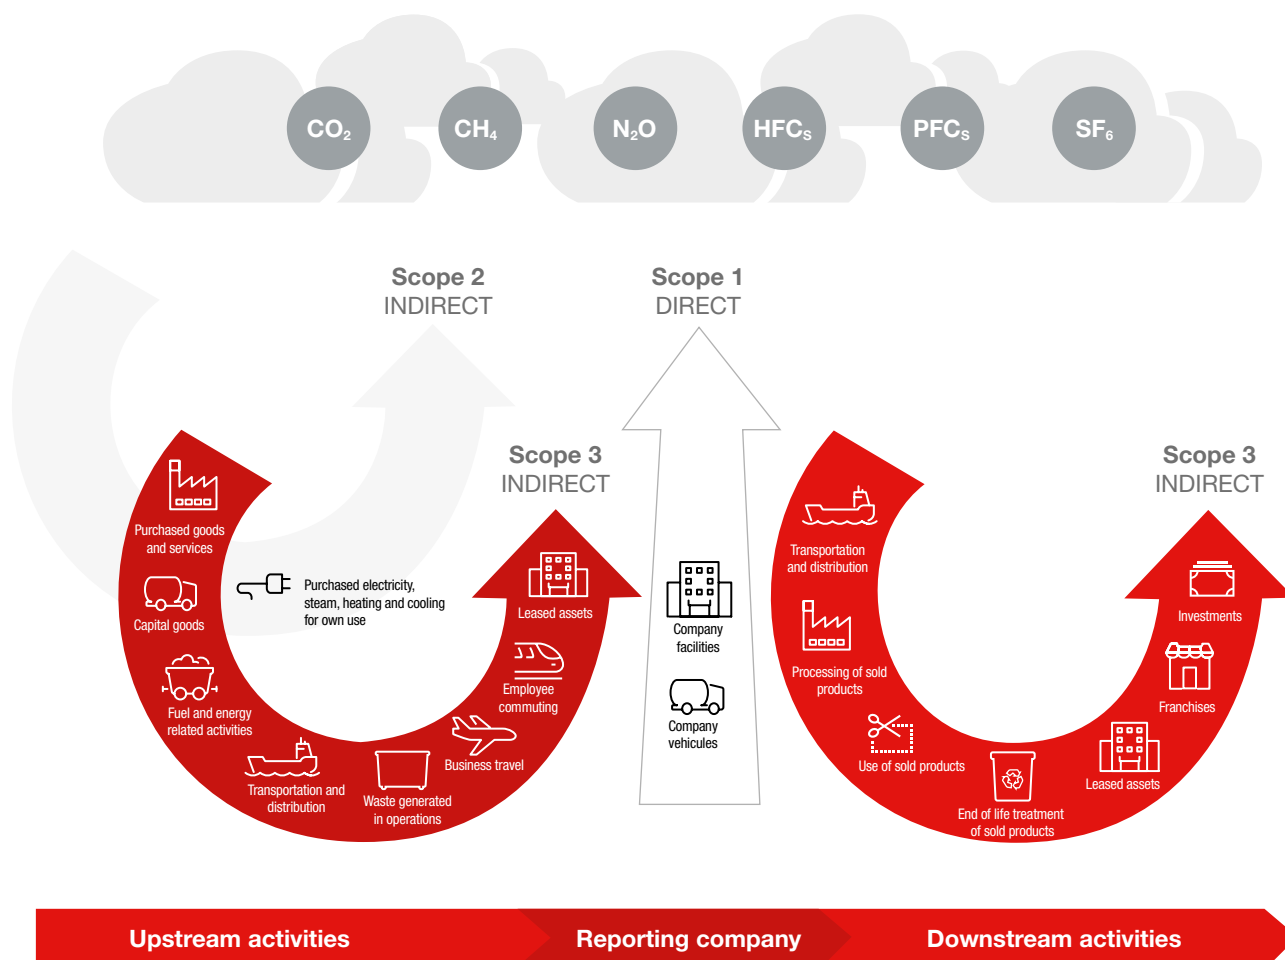 CO₂
CH₄
N₂O
HFCₛ
PFCₛ
SF₆
Scope 2
INDIRECT
Scope 1
DIRECT
Scope 3
INDIRECT
Scope 3
INDIRECT
Purchased goods
and services
Capital goods
Fuel and energy
related activities
Transportation and
distribution
Waste generated
in operations
Business travel
Employee
commuting
Leased assets
Purchased electricity,
steam, heating and cooling
for own use
Company
facilities
Company
vehicules
Transportation
and distribution
Processing of sold
products
Use of sold products
End of life treatment
of sold products
Leased assets
Franchises
Investments
Upstream activities
Reporting company
Downstream activities